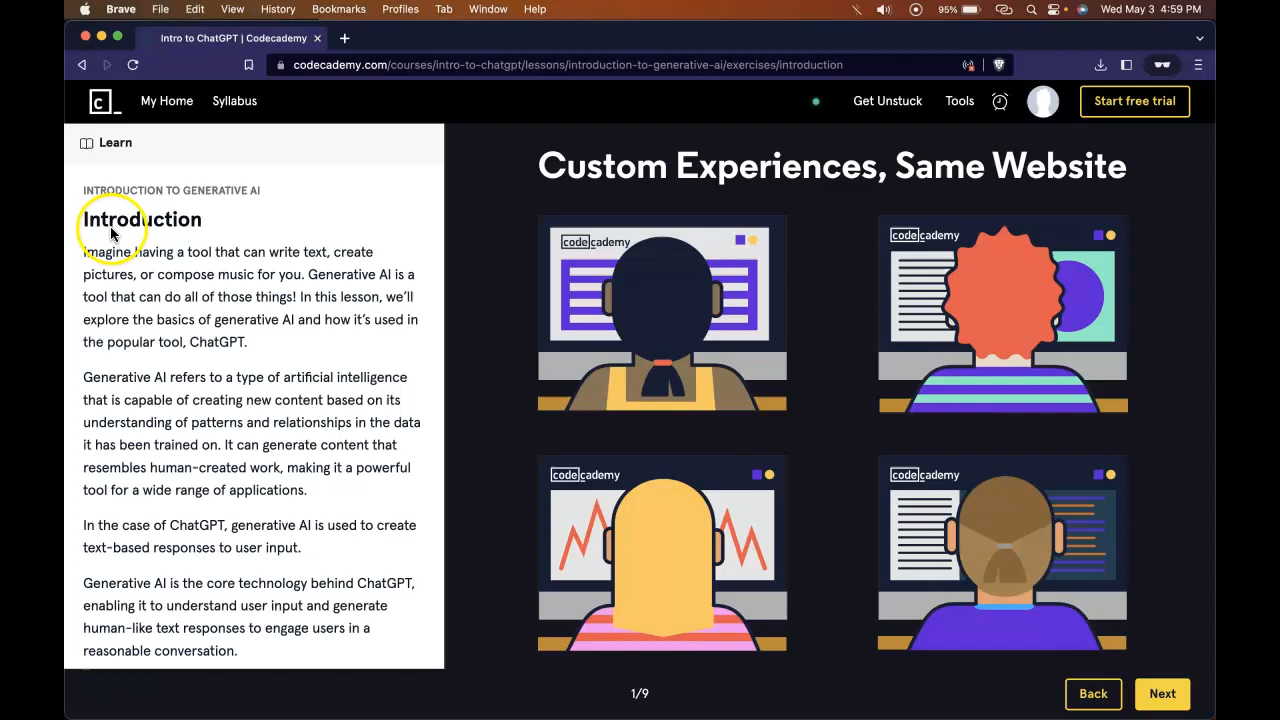 Brave File Edit View History Bookmarks Profiles Tab Window Help 95% Wed May 3 4:59 PM
Intro to ChatGPT | Codecademy
codecademy.com/courses/intro-to-chatgpt/lessons/introduction-to-generative-ai/exercises/introduction
c_ My Home Syllabus Get Unstuck Tools Start free trial
Learn
INTRODUCTION TO GENERATIVE AI
Introduction
Imagine having a tool that can write text, create
pictures, or compose music for you. Generative AI is a
tool that can do all of those things! In this lesson, we'll
explore the basics of generative AI and how it's used in
the popular tool, ChatGPT.
Generative AI refers to a type of artificial intelligence
that is capable of creating new content based on its
understanding of patterns and relationships in the data
it has been trained on. It can generate content that
resembles human-created work, making it a powerful
tool for a wide range of applications.
In the case of ChatGPT, generative AI is used to create
text-based responses to user input.
Generative AI is the core technology behind ChatGPT,
enabling it to understand user input and generate
human-like text responses to engage users in a
reasonable conversation.
Custom Experiences, Same Website
codecademy
codecademy
codecademy
codecademy
1/9
Back Next